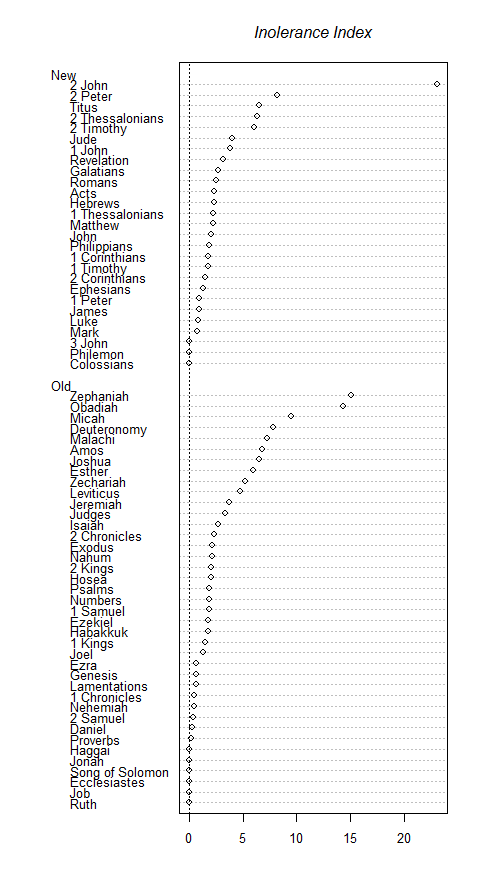 Inolerance Index
New
2 John
2 Peter
Titus
2 Thessalonians
2 Timothy
Jude
1 John
Revelation
Galatians
Romans
Acts
Hebrews
1 Thessalonians
Matthew
John
Philippians
1 Corinthians
1 Timothy
2 Corinthians
Ephesians
1 Peter
James
Luke
Mark
3 John
Philemon
Colossians
Old
Zephaniah
Obadiah
Micah
Deuteronomy
Malachi
Amos
Joshua
Esther
Zechariah
Leviticus
Jeremiah
Judges
Isaiah
2 Chronicles
Exodus
Nahum
2 Kings
Hosea
Psalms
Numbers
1 Samuel
Ezekiel
Habakkuk
1 Kings
Joel
Ezra
Genesis
Lamentations
1 Chronicles
Nehemiah
2 Samuel
Daniel
Proverbs
Haggai
Jonah
Song of Solomon
Ecclesiastes
Job
Ruth
0 5 10 15 20